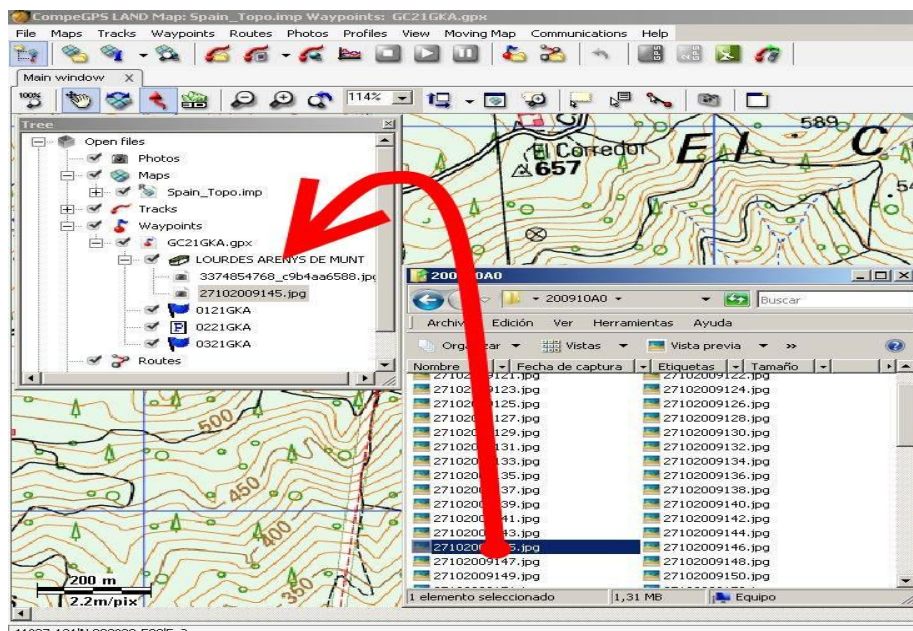 CompeGPS LAND Map: Spain_Topo.imp Waypoints: GC21GKA.gpx
File Maps Tracks Waypoints Routes Photos Profiles View Moving Map Communications Help
Main window X
100%
114%
Tree
Open files
Photos
Maps
Spain_Topo.imp
Tracks
Waypoints
GC21GKA.gpx
LOURDES ARENYS DE MUNT
3374854768_c9b4aa6588.jpg
27102009145.jpg
0121GKA
P 0221GKA
0321GKA
Routes
589
El Corredor
657
E l C
200910A0
200910A0
Buscar
Edición Ver Herramientas Ayuda
Vistas Vista previa »
Nombre Fecha de captura Etiquetas Tamaño
27102009122.jpg
27102009124.jpg
27102009126.jpg
27102009128.jpg
27102009130.jpg
27102009132.jpg
27102009134.jpg
27102009136.jpg
27102009138.jpg
27102009140.jpg
27102009142.jpg
27102009144.jpg
27102009146.jpg
27102009147.jpg 27102009148.jpg
27102009149.jpg 27102009150.jpg
1 elemento seleccionado 1,31 MB Equipo
500
450
400
350
200 m
2.2m/pix